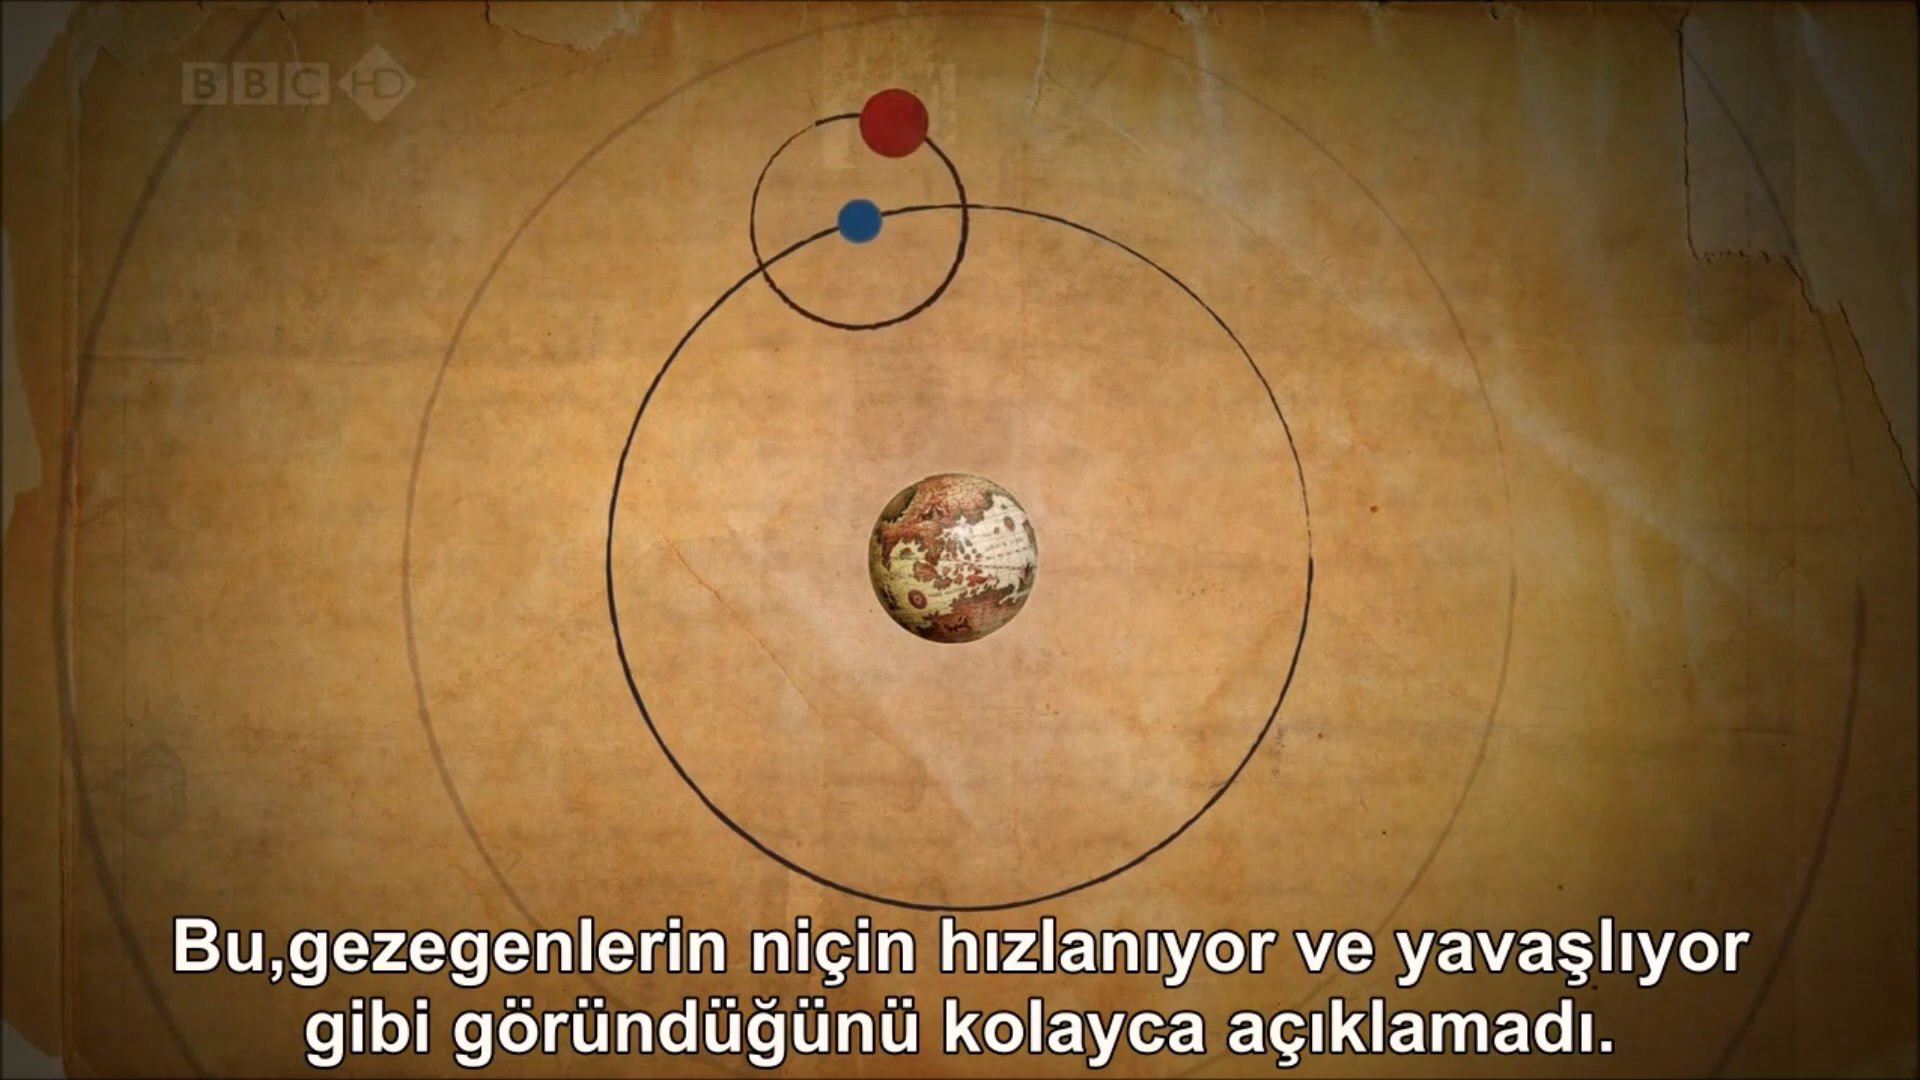 BBC HD
Bu,gezegenlerin niçin hızlanıyor ve yavaşlıyor
gibi göründüğünü kolayca açıklamadı.